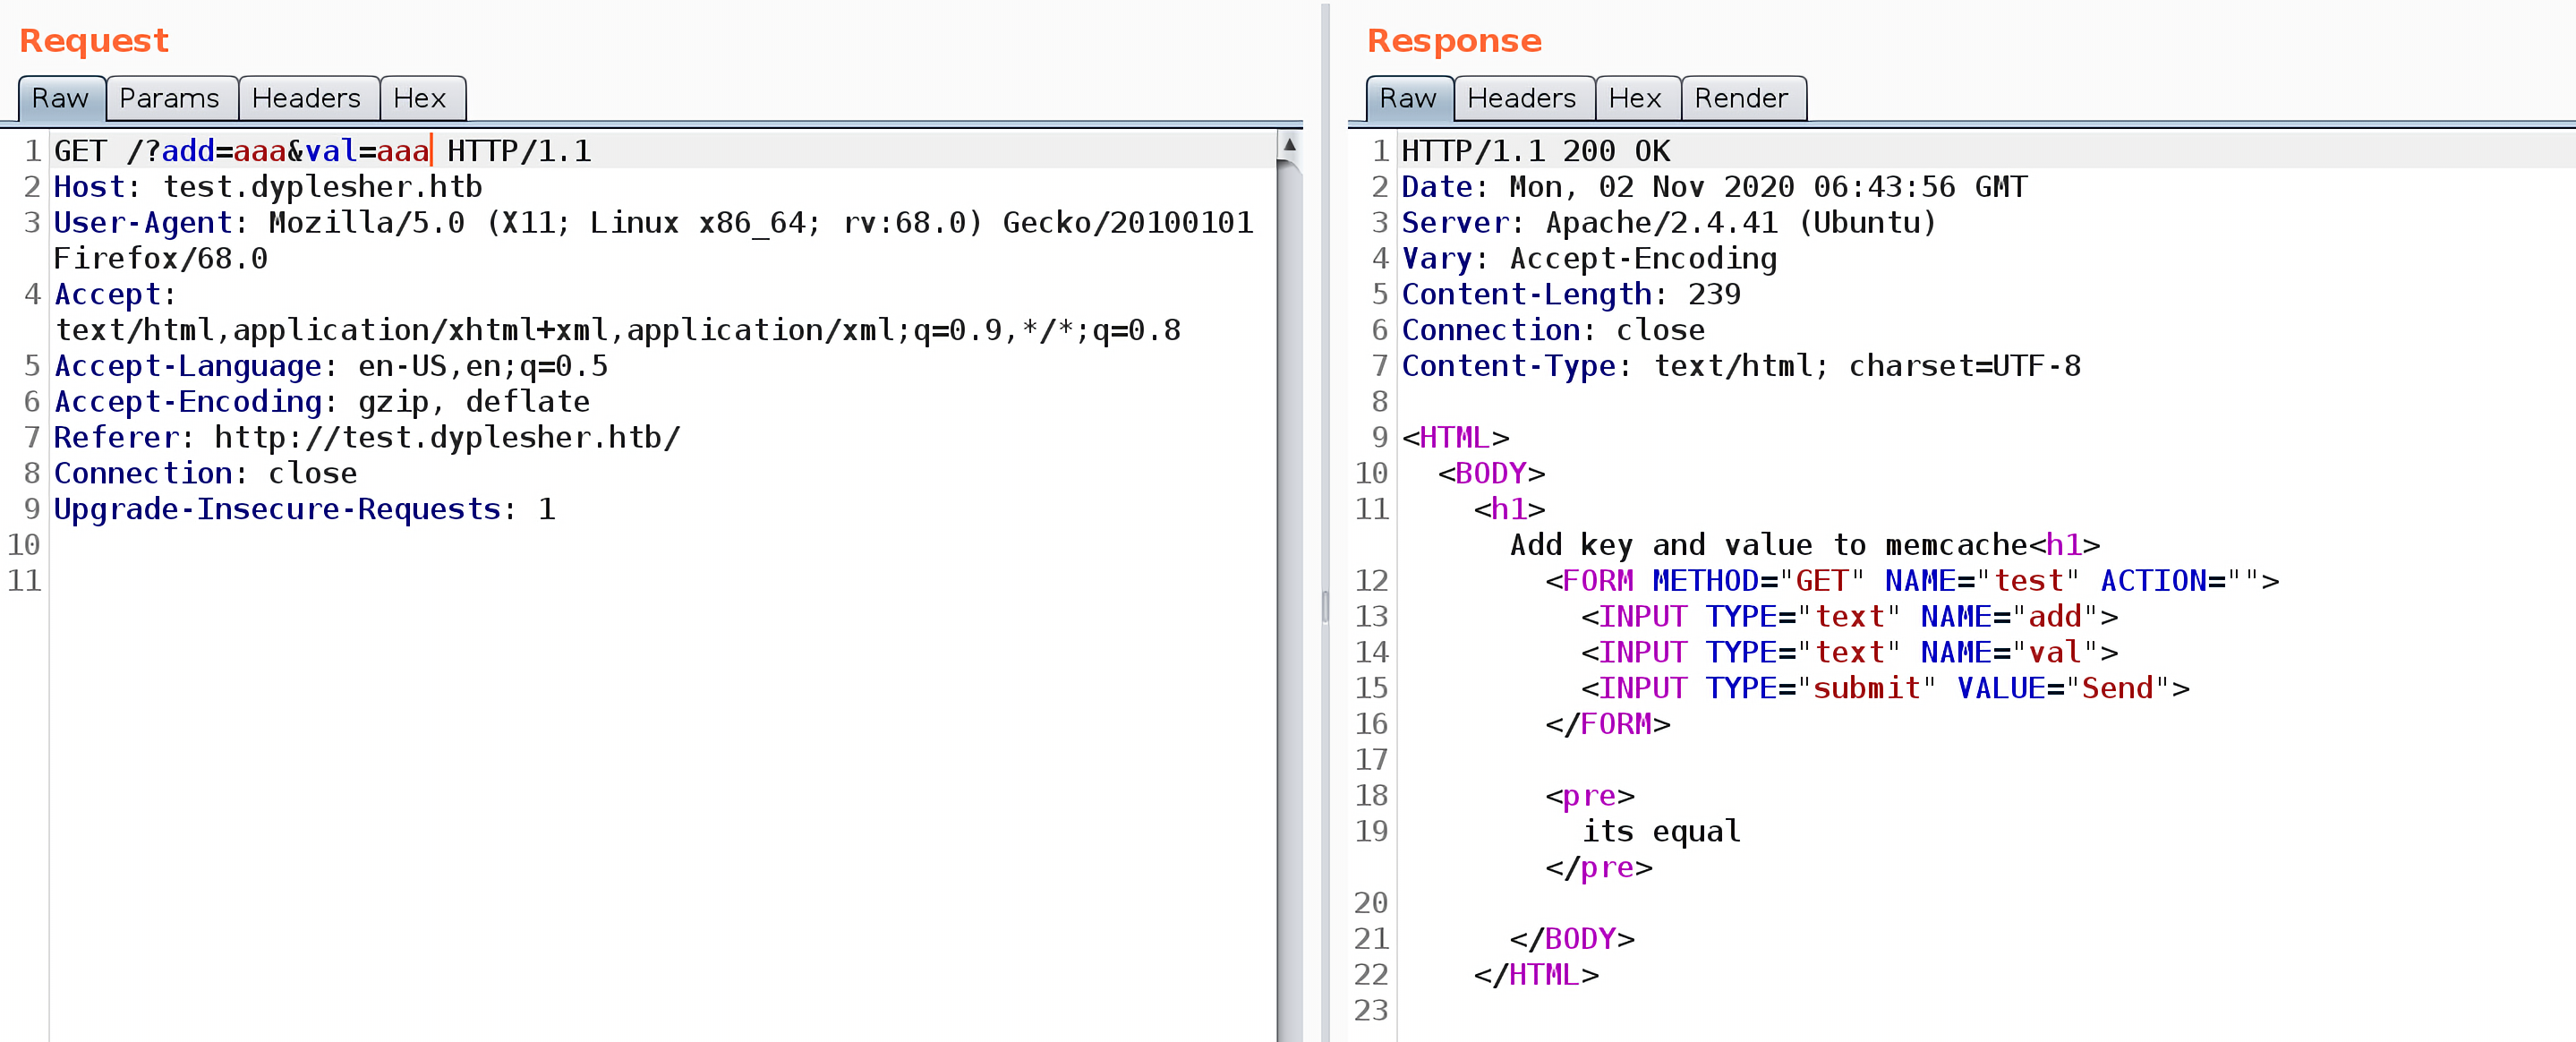 Request
Raw Params Headers Hex
1 GET /?add=aaa&val=aaa HTTP/1.1
2 Host: test.dyplesher.htb
3 User-Agent: Mozilla/5.0 (X11; Linux x86_64; rv:68.0) Gecko/20100101
Firefox/68.0
4 Accept:
text/html,application/xhtml+xml,application/xml;q=0.9,*/*;q=0.8
5 Accept-Language: en-US,en;q=0.5
6 Accept-Encoding: gzip, deflate
7 Referer: http://test.dyplesher.htb/
8 Connection: close
9 Upgrade-Insecure-Requests: 1
10
11
Response
Raw Headers Hex Render
1 HTTP/1.1 200 OK
2 Date: Mon, 02 Nov 2020 06:43:56 GMT
3 Server: Apache/2.4.41 (Ubuntu)
4 Vary: Accept-Encoding
5 Content-Length: 239
6 Connection: close
7 Content-Type: text/html; charset=UTF-8
8
9 <HTML>
10 <BODY>
11 <h1>
Add key and value to memcache<h1>
12 <FORM METHOD="GET" NAME="test" ACTION="">
13 <INPUT TYPE="text" NAME="add">
14 <INPUT TYPE="text" NAME="val">
15 <INPUT TYPE="submit" VALUE="Send">
16 </FORM>
17
18 <pre>
19 its equal
</pre>
20
21 </BODY>
22 </HTML>
23